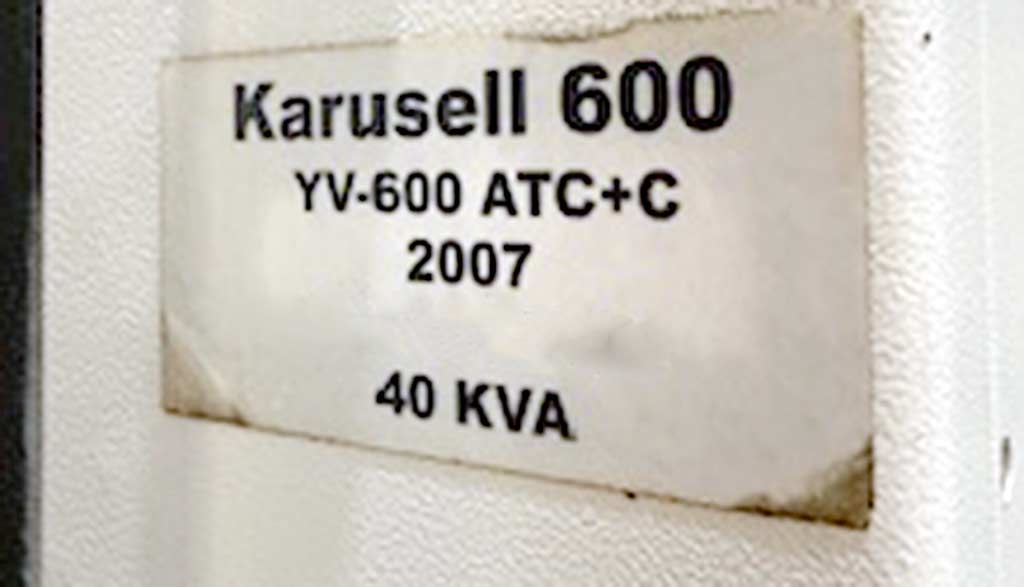 Karusell 600
YV-600 ATC+C
2007
40 KVA